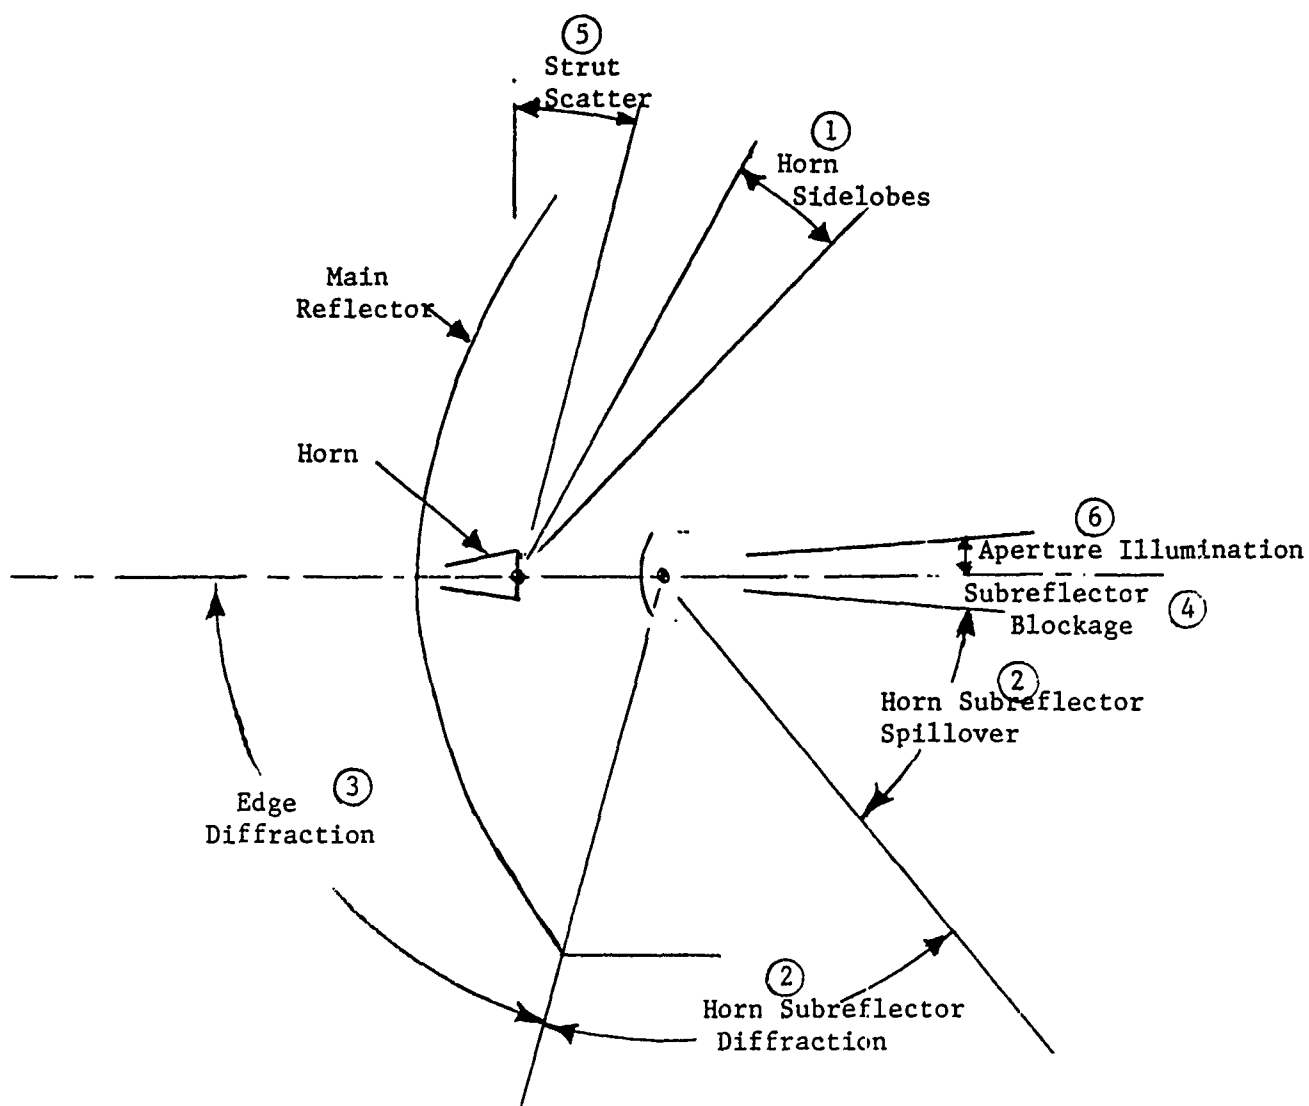 ⑤
Strut
Scatter
①
Horn
Sidelobes
Main
Reflector
Horn
⑥
Aperture Illumination
Subreflector
Blockage ④
②
Horn Subreflector
Spillover
Edge ③
Diffraction
②
Horn Subreflector
Diffraction